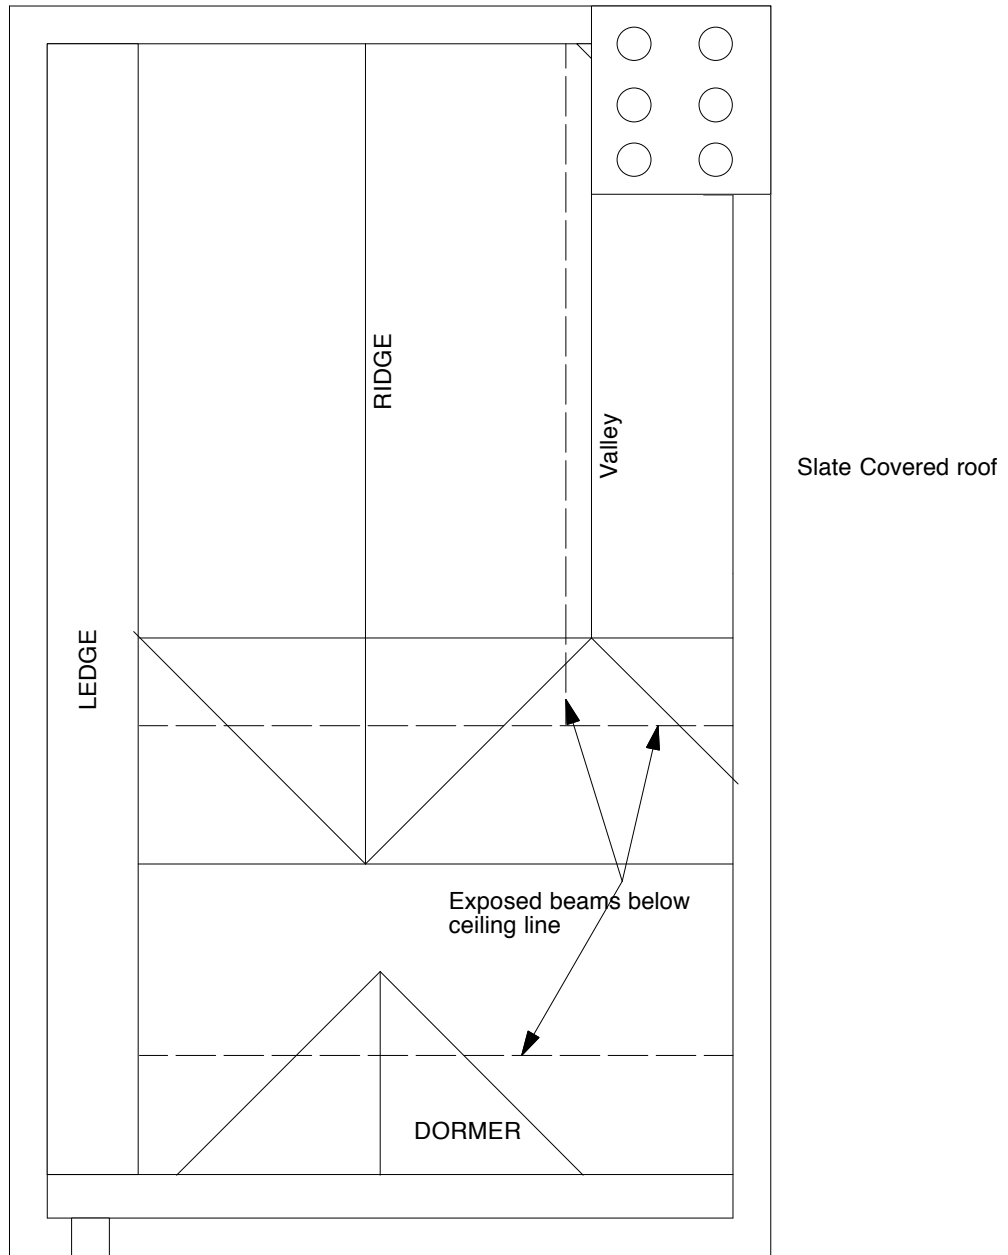 RIDGE
Valley
Slate Covered roof
LEDGE
Exposed beams below
ceiling line
DORMER